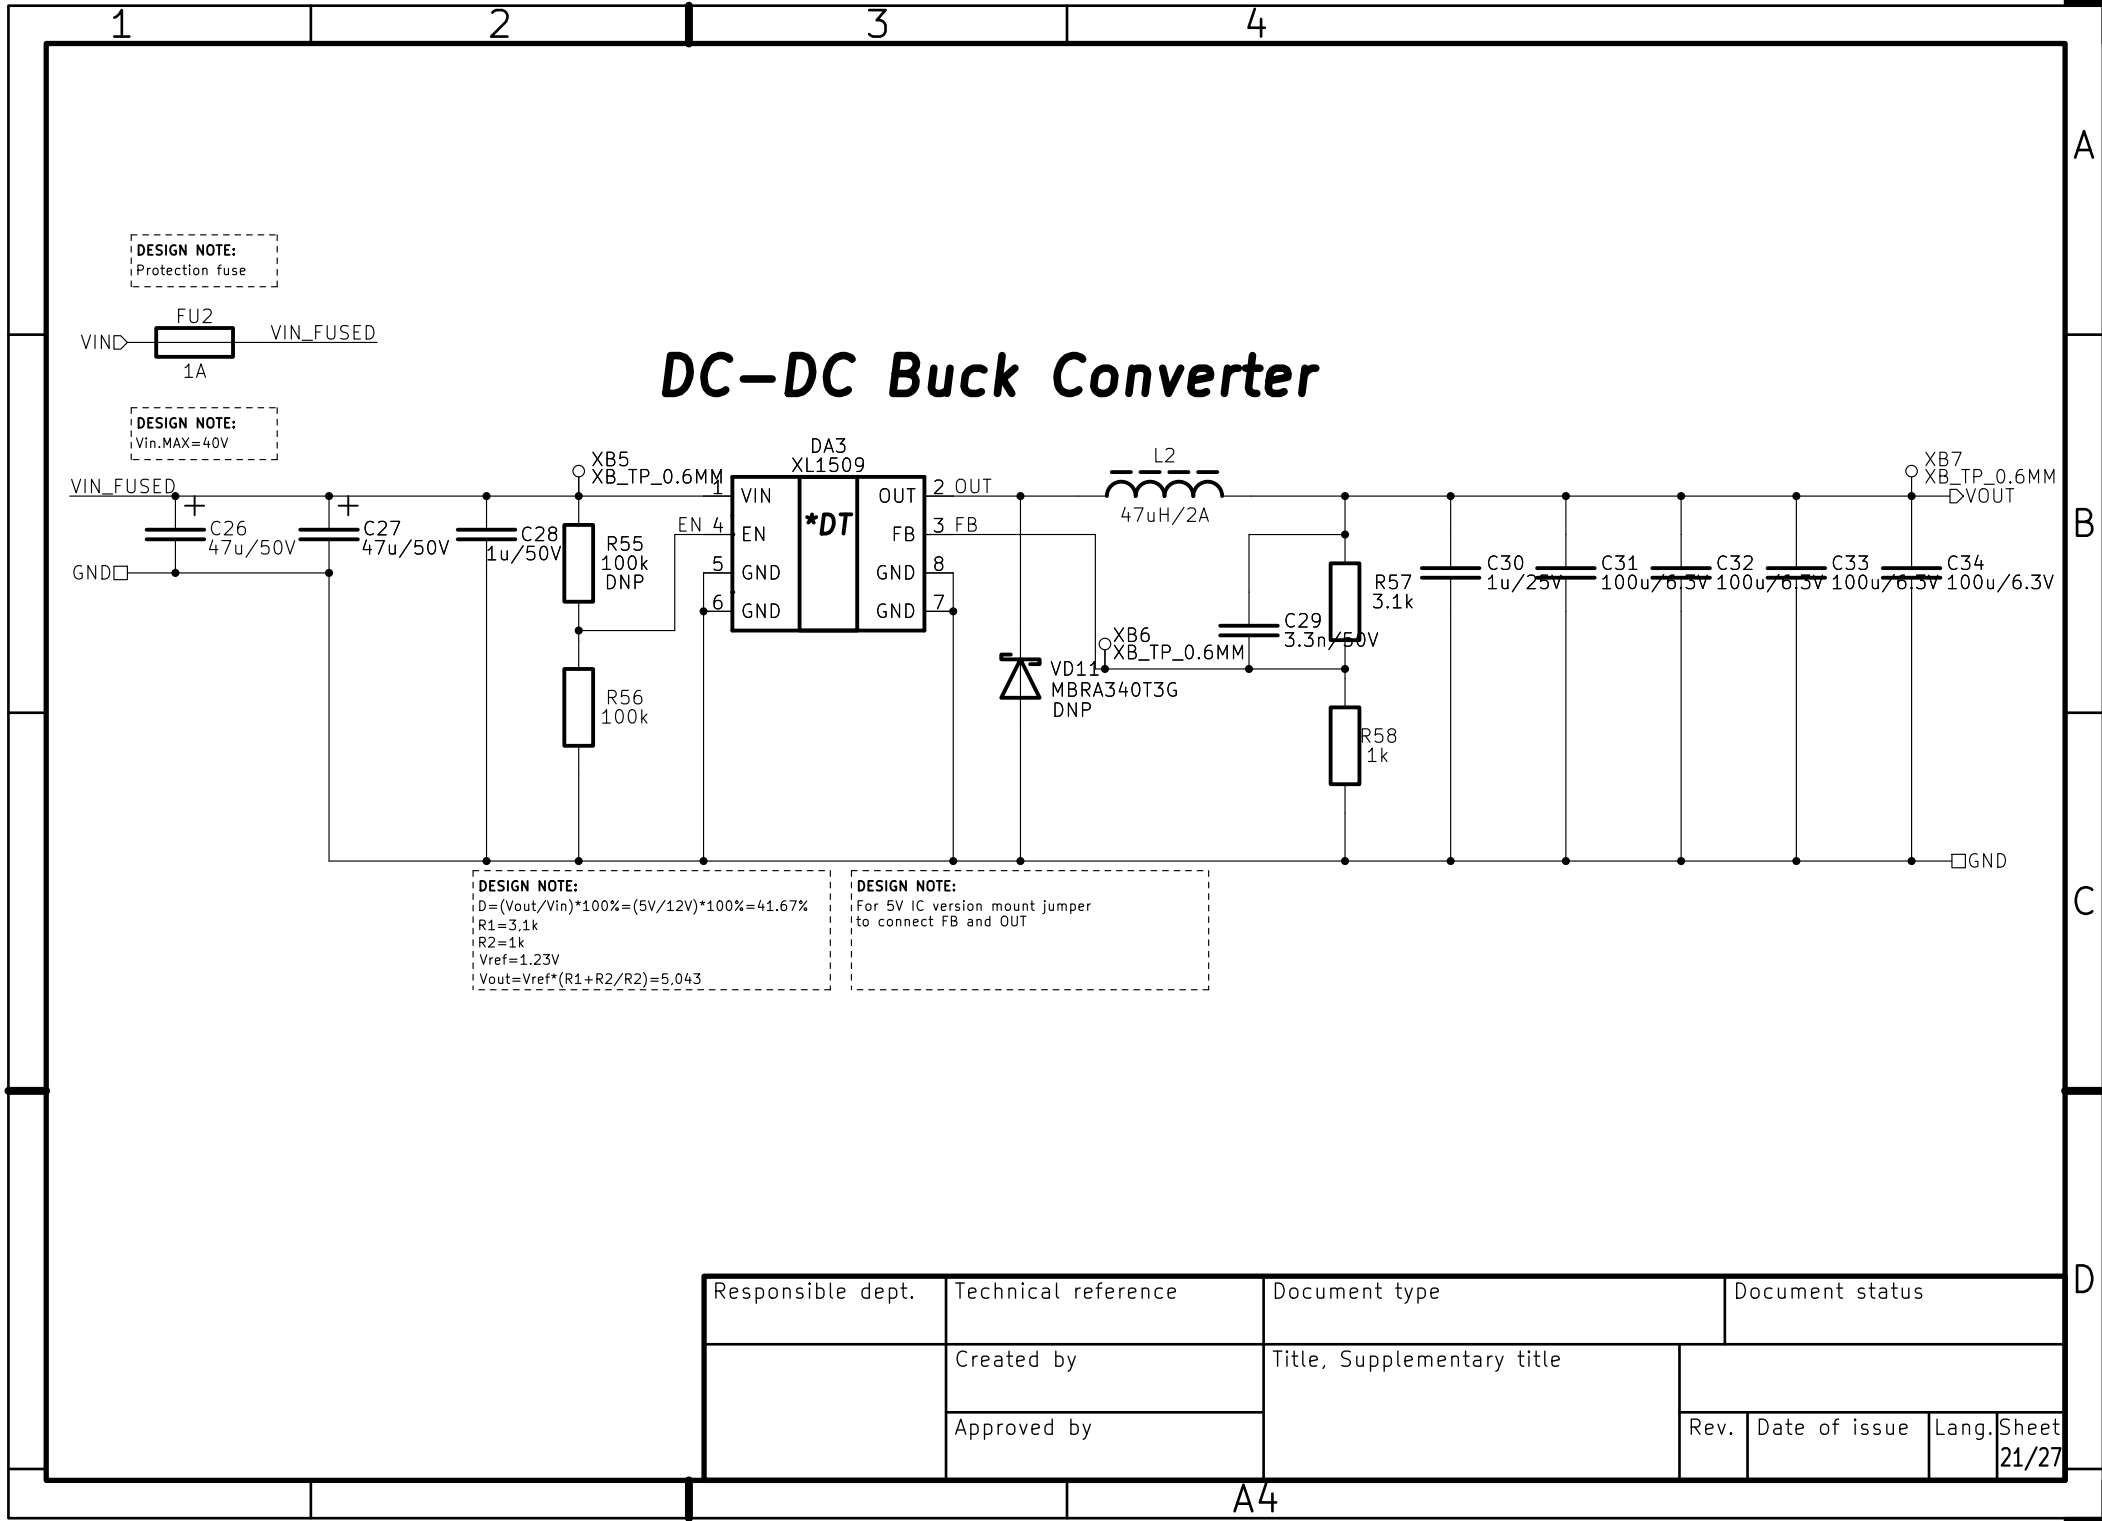 1 2 3 4
A
DESIGN NOTE:
Protection fuse
FU2
VIN
VIN_FUSED
1A
DC-DC Buck Converter
DESIGN NOTE:
Vin.MAX=40V
VIN_FUSED
GND
C26
47u/50V
C27
47u/50V
C28
1u/50V
XB5
XB_TP_0.6MM
R55
100k
DNP
R56
100k
DA3
XL1509
*DT
1 VIN
EN 4 EN
5 GND
6 GND
OUT 2 OUT
FB 3 FB
GND 8
GND 7
VD11
MBRA340T3G
DNP
L2
47uH/2A
XB6
XB_TP_0.6MM
C29
3.3n/50V
R57
3.1k
R58
1k
C30
1u/25V
C31
100u/6.3V
C32
100u/6.3V
C33
100u/6.3V
C34
100u/6.3V
XB7
XB_TP_0.6MM
VOUT
GND
B
C
DESIGN NOTE:
D=(Vout/Vin)*100%=(5V/12V)*100%=41.67%
R1=3,1k
R2=1k
Vref=1.23V
Vout=Vref*(R1+R2/R2)=5,043
DESIGN NOTE:
For 5V IC version mount jumper
to connect FB and OUT
D
Responsible dept.
Technical reference
Document type
Document status
Created by
Title, Supplementary title
Approved by
Rev.
Date of issue
Lang.
Sheet
21/27
A4